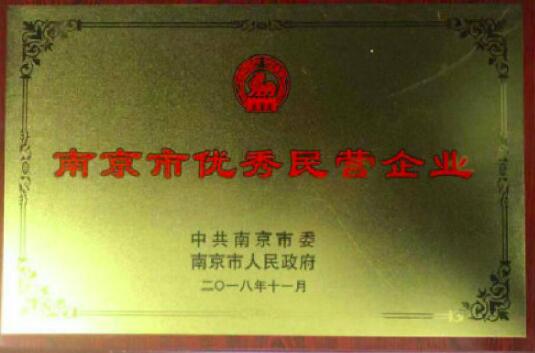 南京市优秀民营企业
中共南京市委
南京市人民政府
二〇一八年十一月